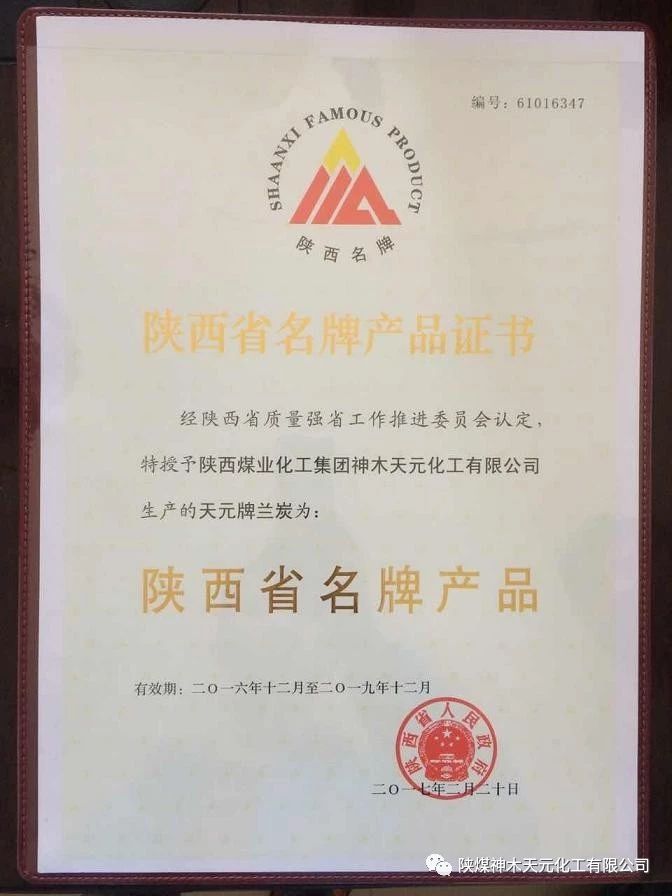 编号：61016347
SHAANXI FAMOUS PRODUCT
陕西名牌
陕西省名牌产品证书
经陕西省质量强省工作推进委员会认定，
特授予陕西煤业化工集团神木天元化工有限公司
生产的天元牌兰炭为：
陕西省名牌产品
有效期：二〇一六年十二月至二〇一九年十二月
陕西省人民政府
二〇一七年二月二十日
陕煤神木天元化工有限公司